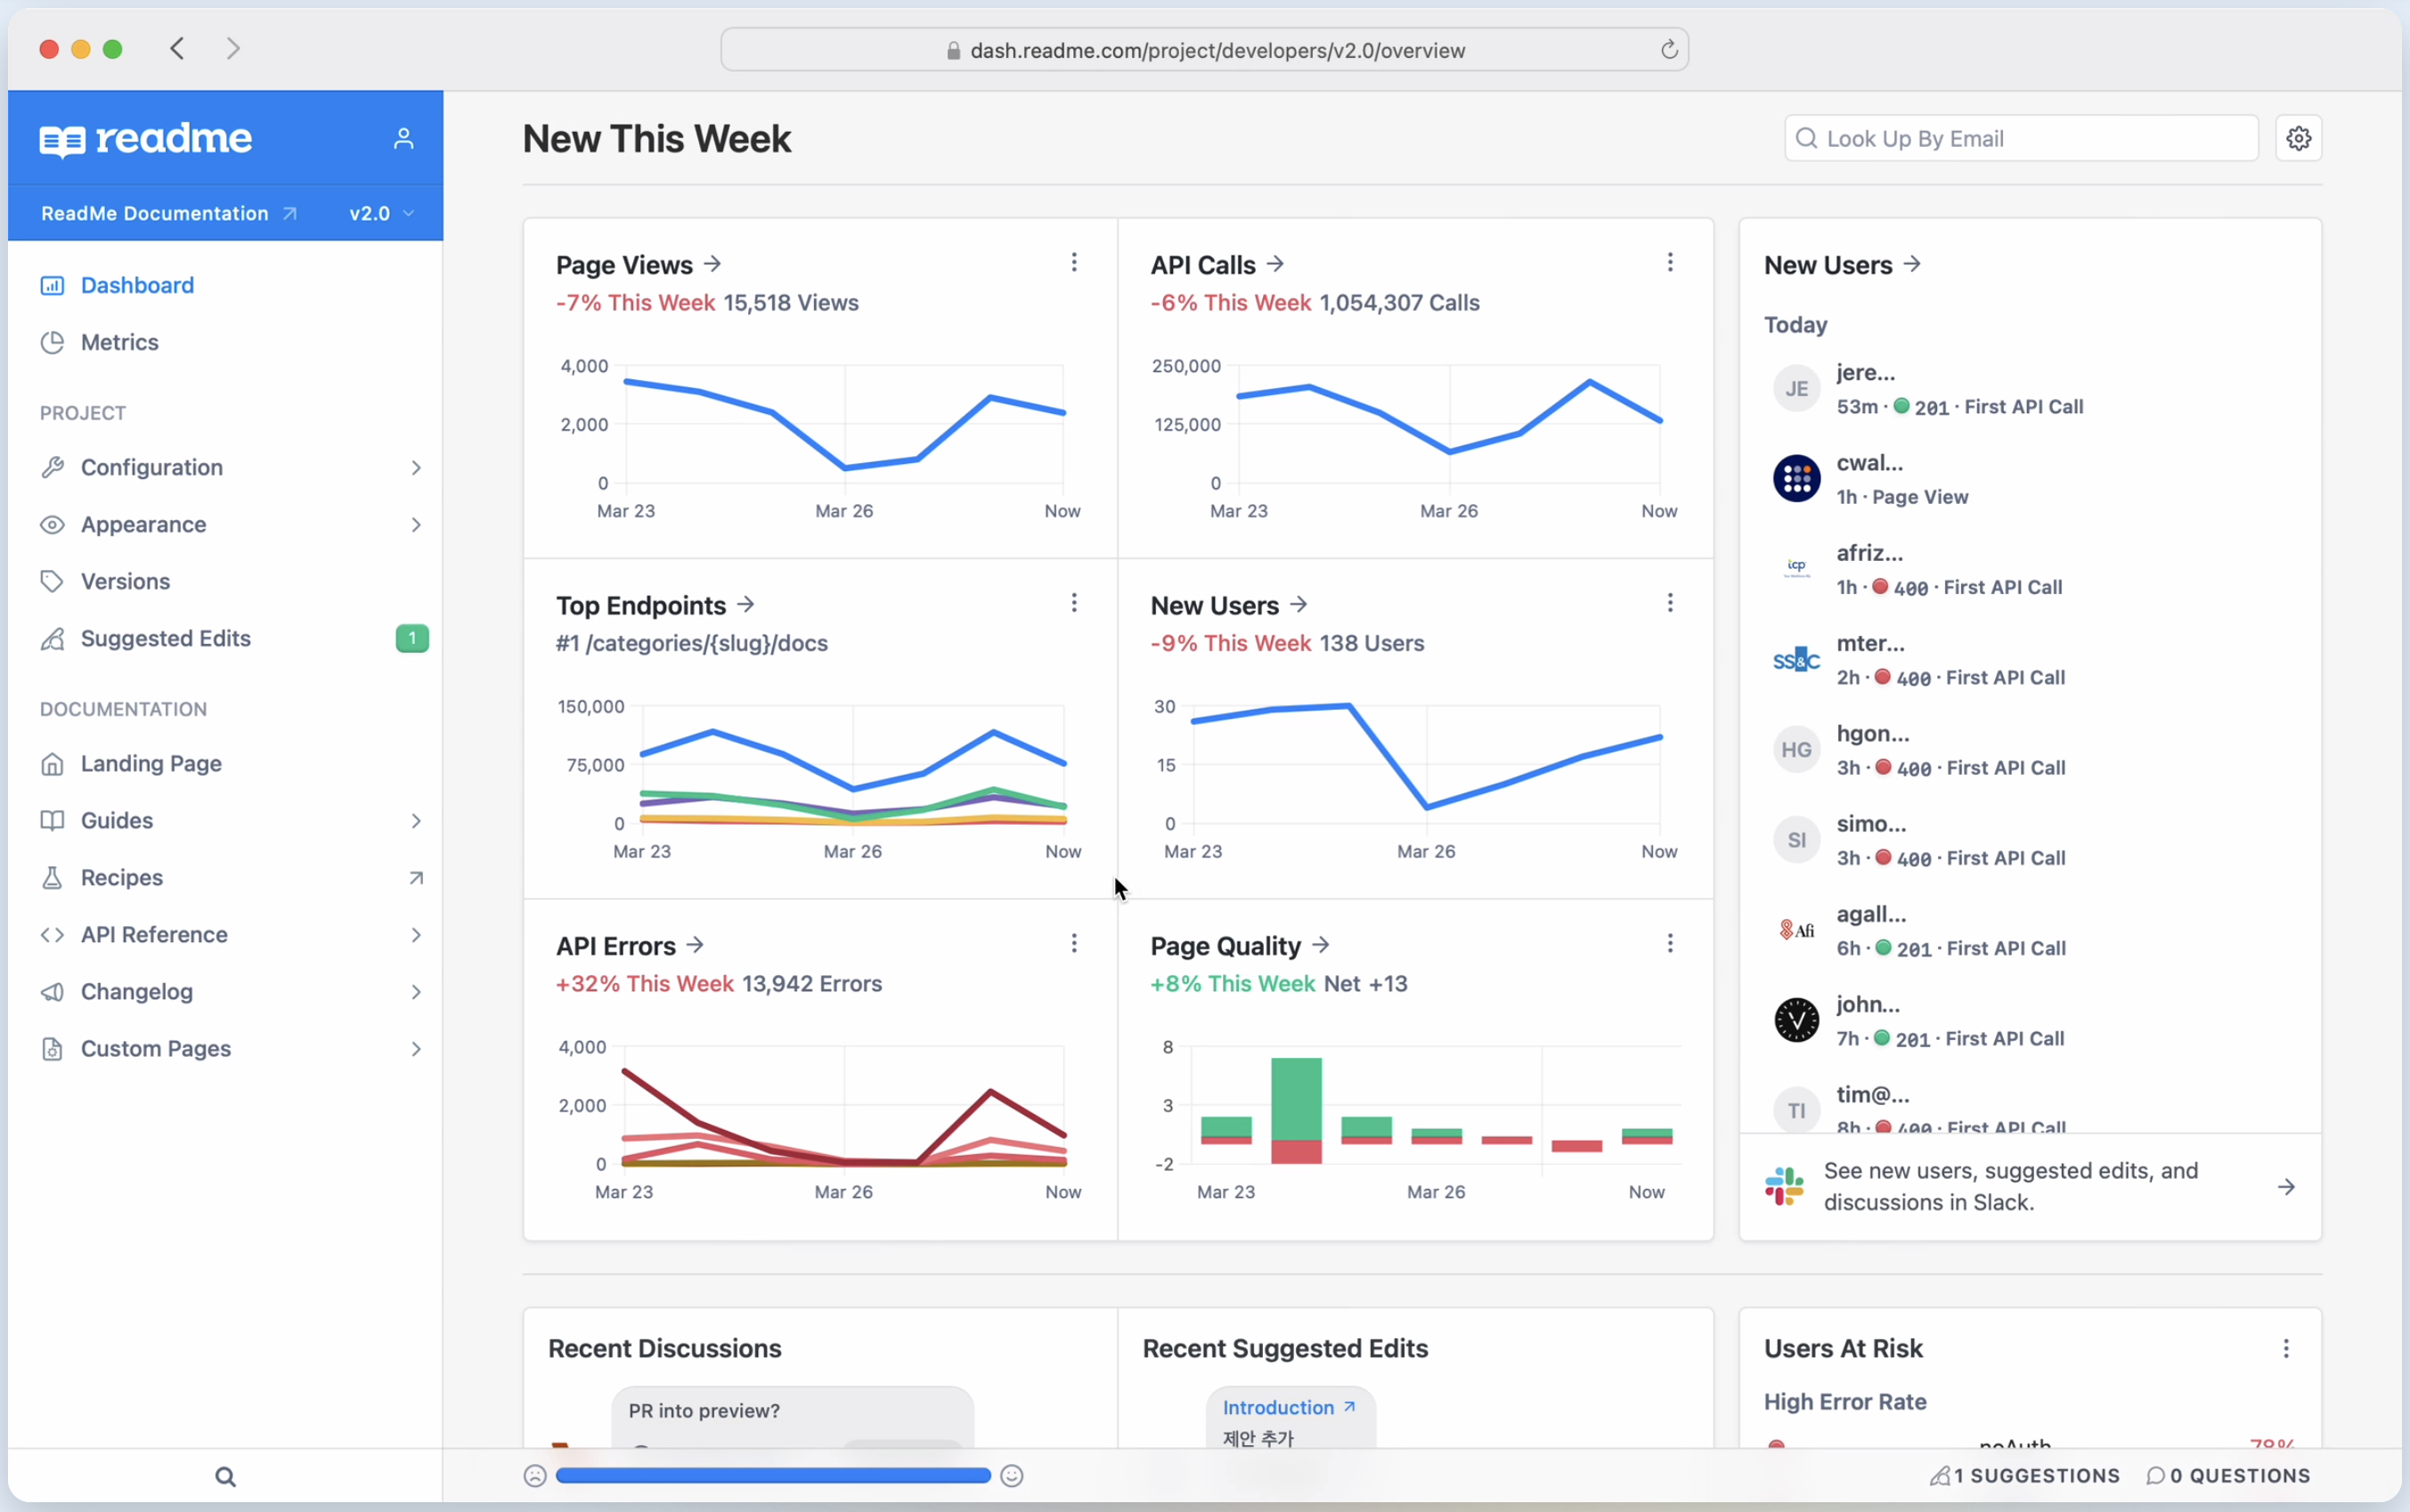 dash.readme.com/project/developers/v2.0/overview
readme
ReadMe Documentation v2.0
Dashboard
Metrics
PROJECT
Configuration
Appearance
Versions
Suggested Edits 1
DOCUMENTATION
Landing Page
Guides
Recipes
API Reference
Changelog
Custom Pages
New This Week
Look Up By Email
Page Views →
-7% This Week 15,518 Views
4,000
2,000
0
Mar 23 Mar 26 Now
API Calls →
-6% This Week 1,054,307 Calls
250,000
125,000
0
Mar 23 Mar 26 Now
Top Endpoints →
#1 /categories/{slug}/docs
150,000
75,000
0
Mar 23 Mar 26 Now
New Users →
-9% This Week 138 Users
30
15
0
Mar 23 Mar 26 Now
API Errors →
+32% This Week 13,942 Errors
4,000
2,000
0
Mar 23 Mar 26 Now
Page Quality →
+8% This Week Net +13
8
3
-2
Mar 23 Mar 26 Now
New Users →
Today
JE
jere...
53m · 201 · First API Call
cwal...
1h · Page View
icp
afriz...
1h · 400 · First API Call
SS&C
mter...
2h · 400 · First API Call
HG
hgon...
3h · 400 · First API Call
SI
simo...
3h · 400 · First API Call
Afi
agall...
6h · 201 · First API Call
john...
7h · 201 · First API Call
TI
tim@...
8h · 400 · First API Call
See new users, suggested edits, and
discussions in Slack.
Recent Discussions
PR into preview?
Recent Suggested Edits
Introduction
제안 추가
Users At Risk
High Error Rate
noAuth 78%
1 SUGGESTIONS 0 QUESTIONS